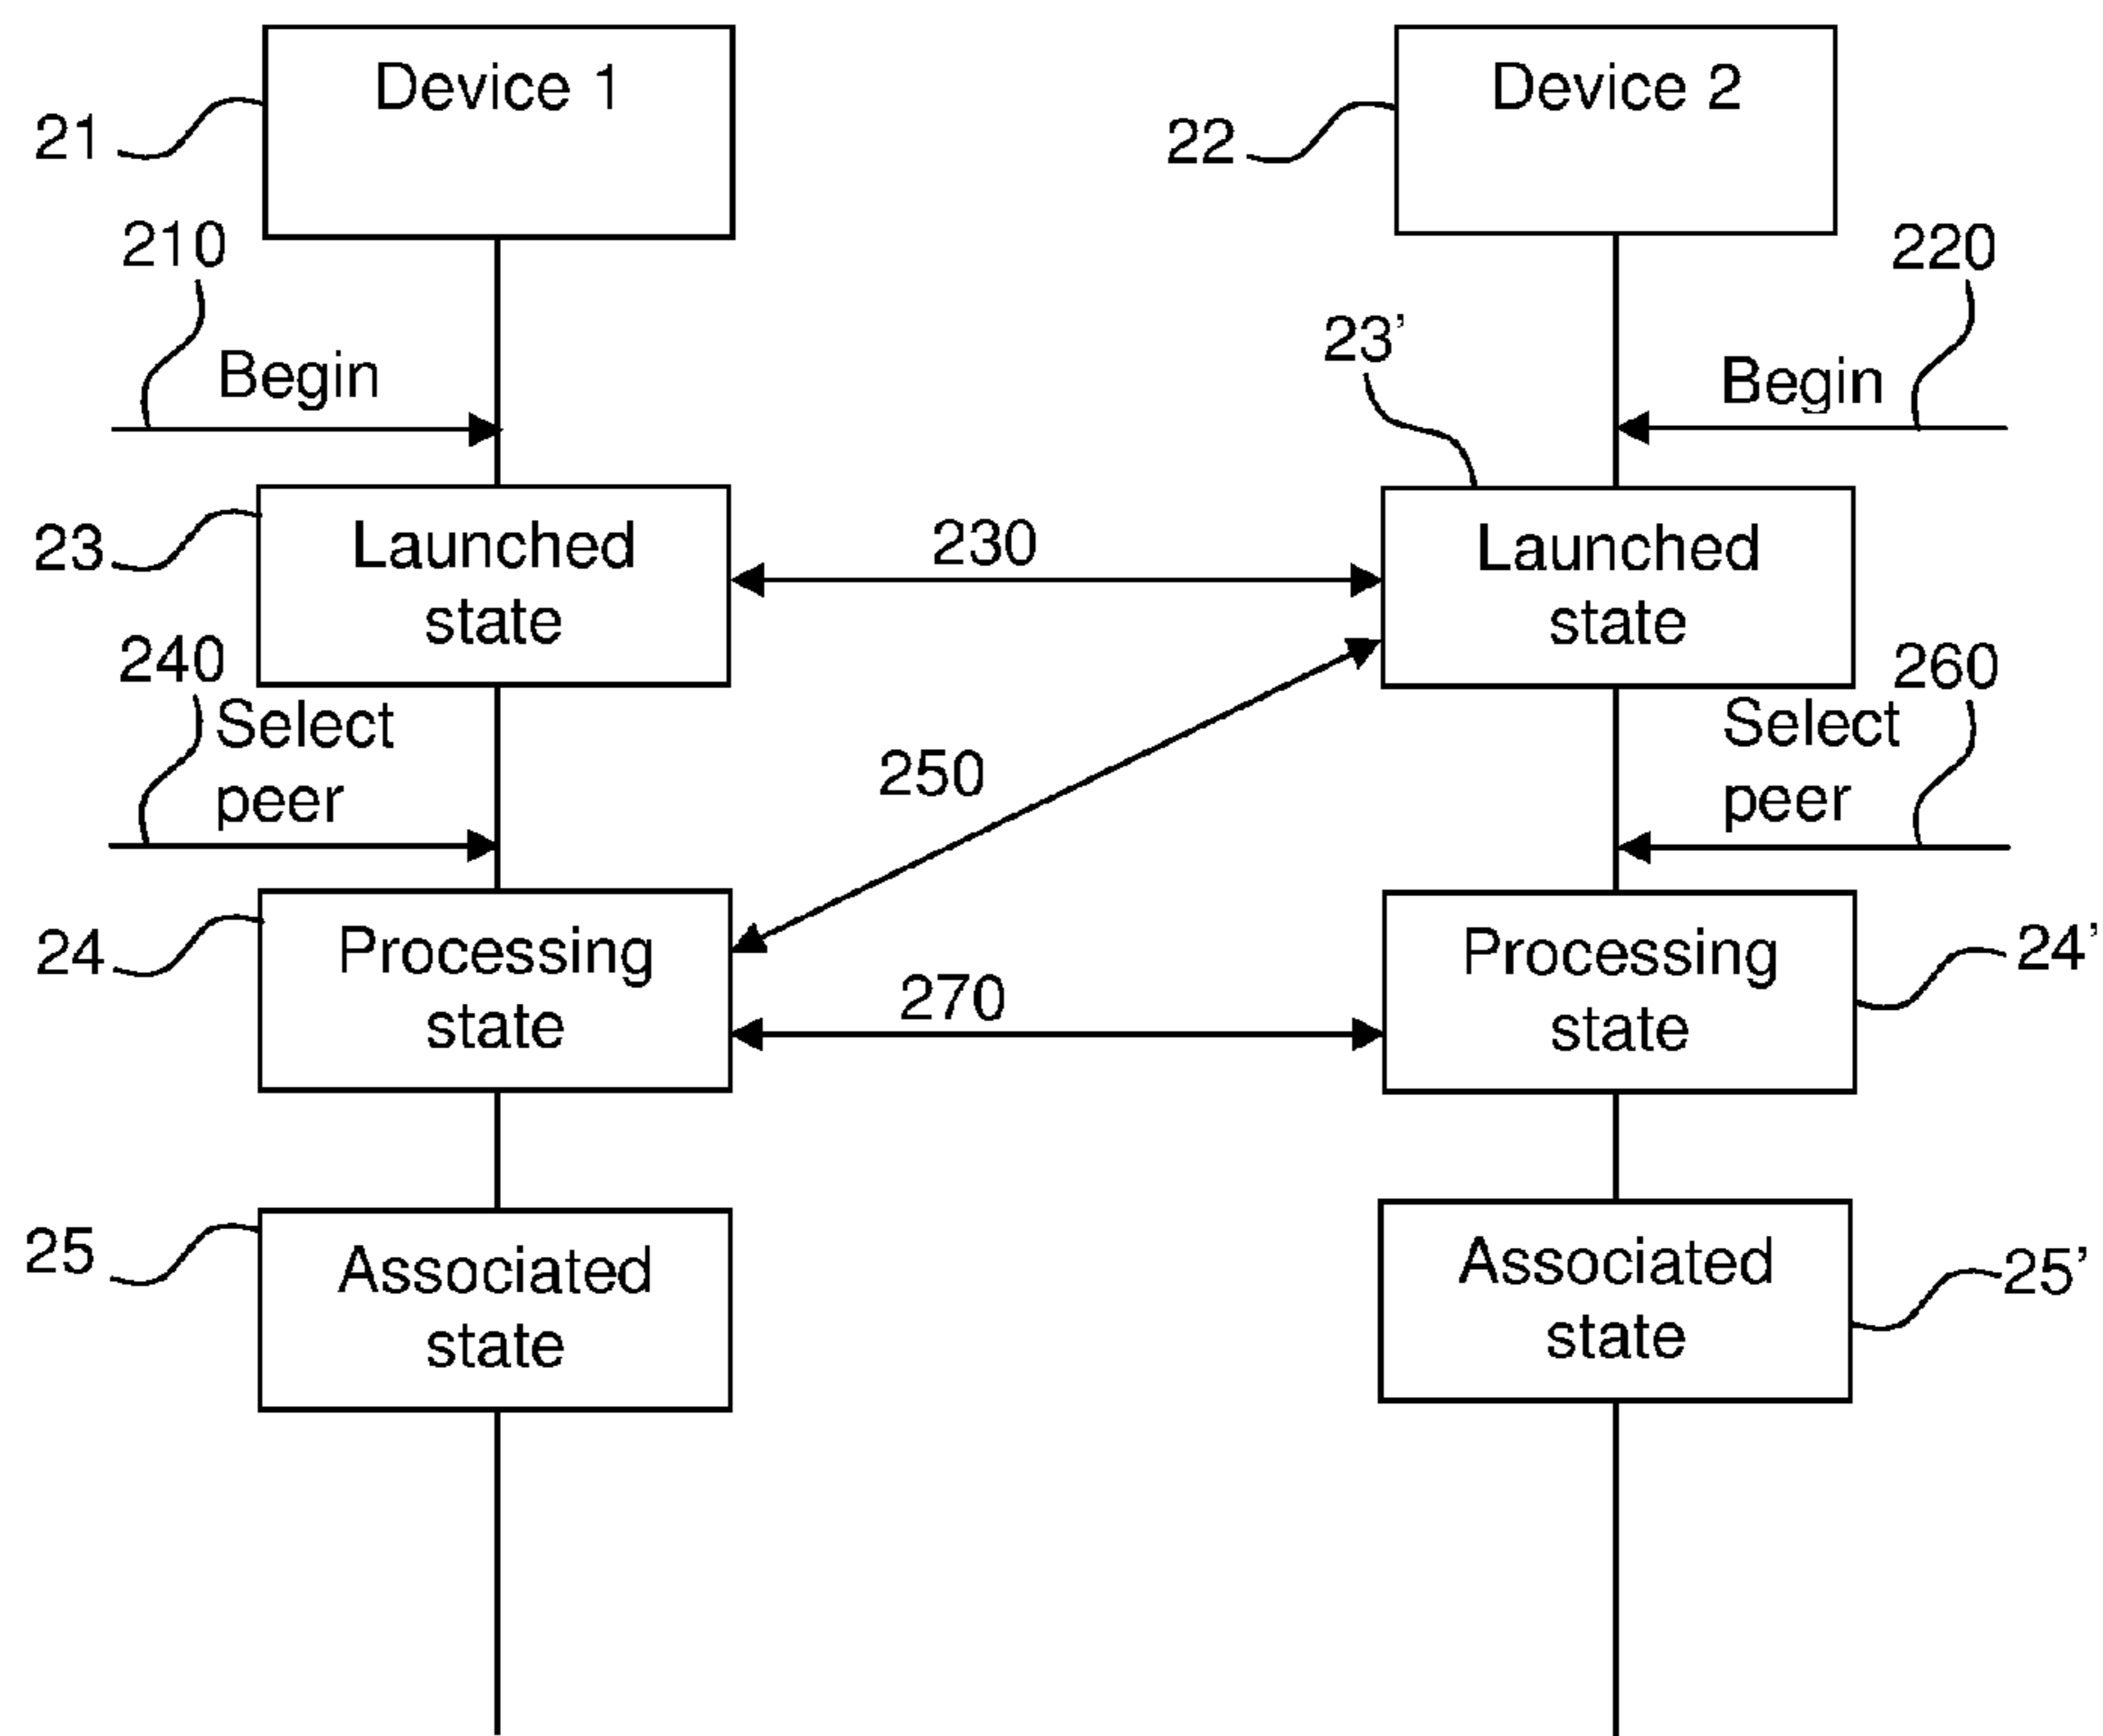 Device 1
Device 2
21
22
210
220
23’
Begin
Begin
23
Launched
state
230
Launched
state
240
260
Select
peer
Select
peer
250
24
Processing
state
270
Processing
state
24’
25
Associated
state
Associated
state
25’